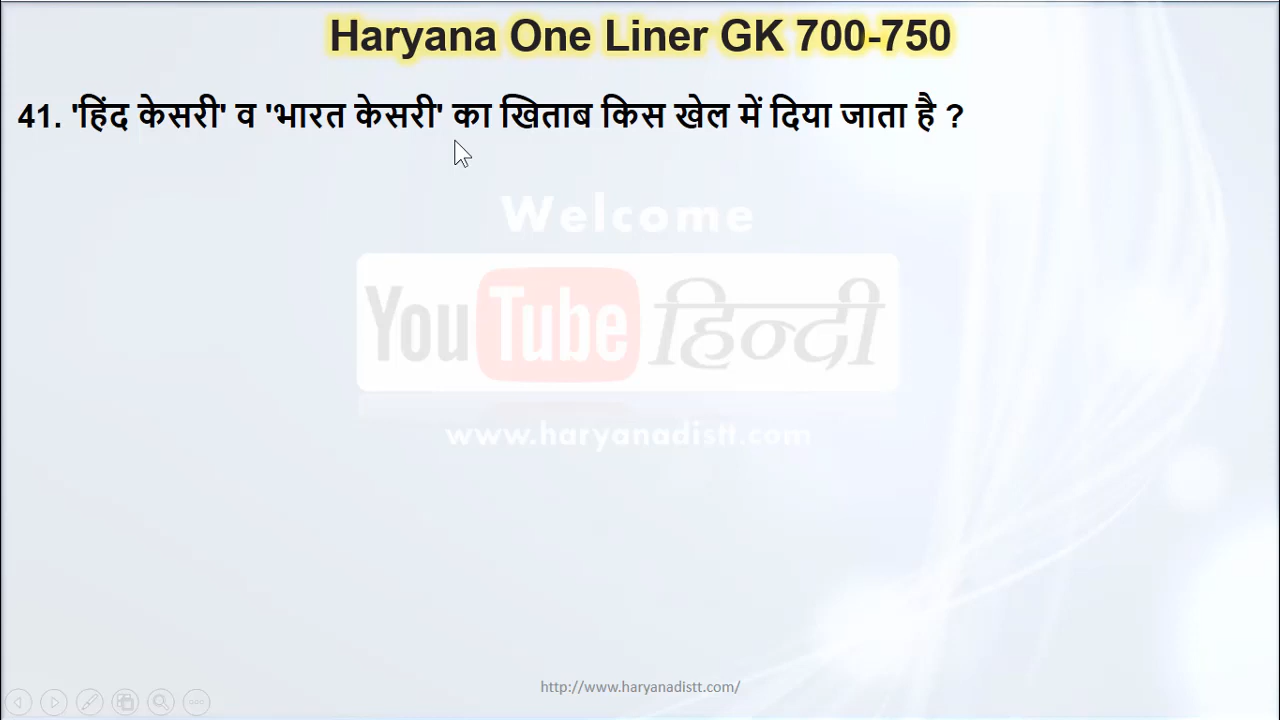 Haryana One Liner GK 700-750
41. 'हिंद केसरी' व 'भारत केसरी' का खिताब किस खेल में दिया जाता है ?
Welcome
YouTube हिन्दी
www.haryanadistt.com
http://www.haryanadistt.com/